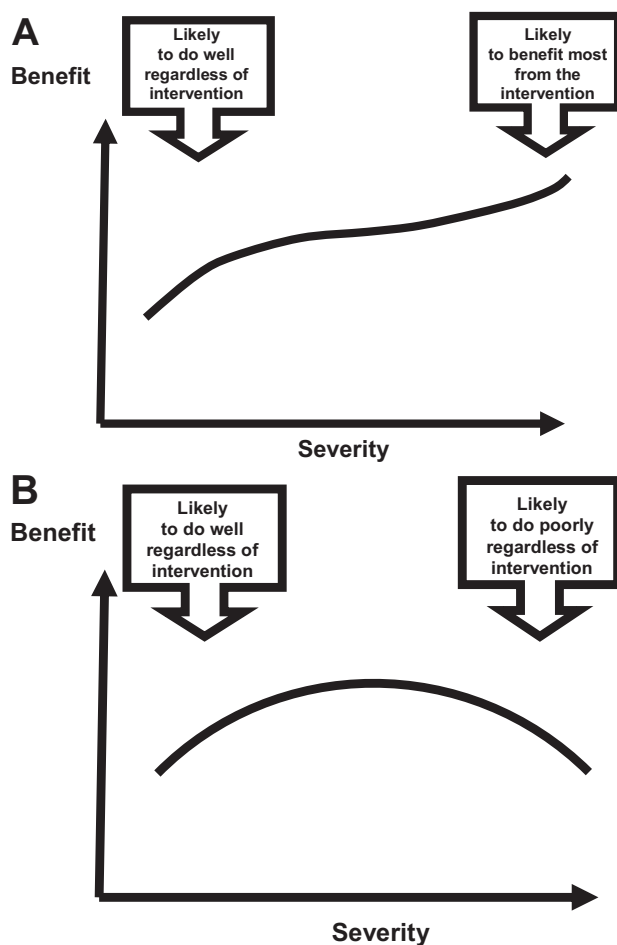 A
Benefit
Likely
to do well
regardless of
intervention
Likely
to benefit most
from the
intervention
Severity
B
Benefit
Likely
to do well
regardless of
intervention
Likely
to do poorly
regardless of
intervention
Severity